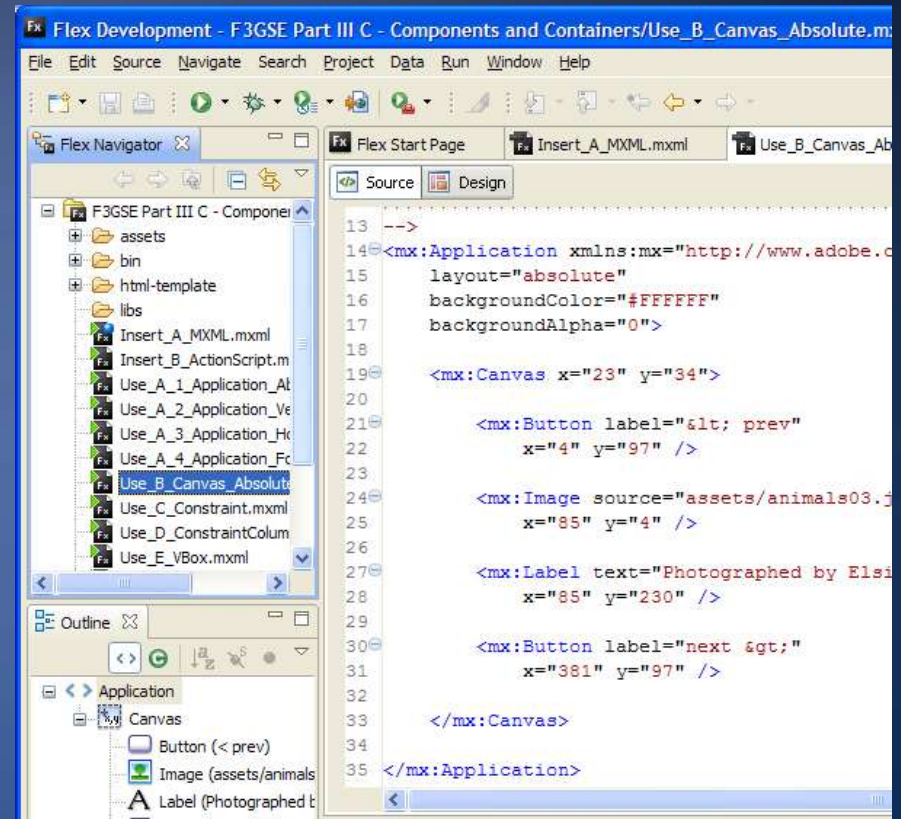 Flex Development - F3GSE Part III C - Components and Containers/Use_B_Canvas_Absolute.m
File Edit Source Navigate Search Project Data Run Window Help
Flex Navigator
F3GSE Part III C - Componer
assets
bin
html-template
libs
Insert_A_MXML.mxml
Insert_B_ActionScript.m
Use_A_1_Application_Ab
Use_A_2_Application_Ve
Use_A_3_Application_Ho
Use_A_4_Application_Fo
Use_B_Canvas_Absolute
Use_C_Constraint.mxml
Use_D_ConstraintColum
Use_E_VBox.mxml
Outline
Application
Canvas
Button (< prev)
Image (assets/animals
Label (Photographed b
Flex Start Page Insert_A_MXML.mxml Use_B_Canvas_Ab
Source Design
13 -->
14 <mx:Application xmlns:mx="http://www.adobe.c
15 layout="absolute"
16 backgroundColor="#FFFFFF"
17 backgroundAlpha="0">
18
19 <mx:Canvas x="23" y="34">
20
21 <mx:Button label="&lt; prev"
22 x="4" y="97" />
23
24 <mx:Image source="assets/animals03.j
25 x="85" y="4" />
26
27 <mx:Label text="Photographed by Elsi
28 x="85" y="230" />
29
30 <mx:Button label="next &gt;"
31 x="381" y="97" />
32
33 </mx:Canvas>
34
35 </mx:Application>